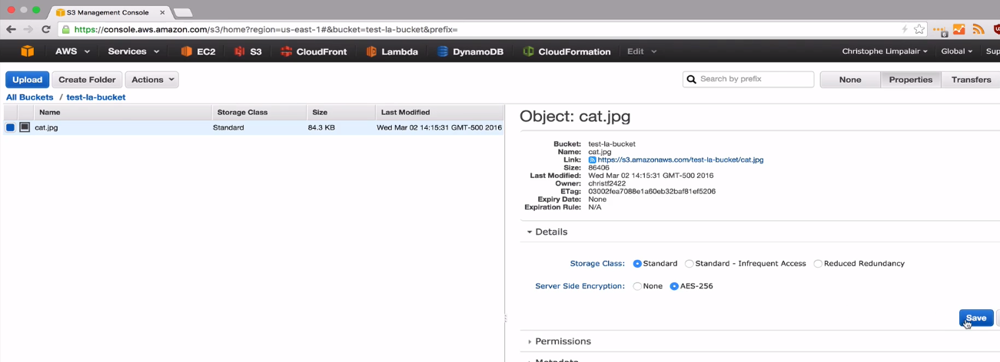 S3 Management Console
https://console.aws.amazon.com/s3/home?region=us-east-1#&bucket=test-la-bucket&prefix=
AWS Services EC2 S3 CloudFront Lambda DynamoDB CloudFormation Edit Christophe Limpalair Global Sup
Upload Create Folder Actions Search by prefix None Properties Transfers
All Buckets / test-la-bucket
Name Storage Class Size Last Modified
cat.jpg Standard 84.3 KB Wed Mar 02 14:15:31 GMT-500 2016
Object: cat.jpg
Bucket: test-la-bucket
Name: cat.jpg
Link: https://s3.amazonaws.com/test-la-bucket/cat.jpg
Size: 86406
Last Modified: Wed Mar 02 14:15:31 GMT-500 2016
Owner: christf2422
ETag: 03002fea7088e1a60eb32baf81ef5206
Expiry Date: None
Expiration Rule: N/A
Details
Storage Class: Standard Standard - Infrequent Access Reduced Redundancy
Server Side Encryption: None AES-256
Save
Permissions
Metadata